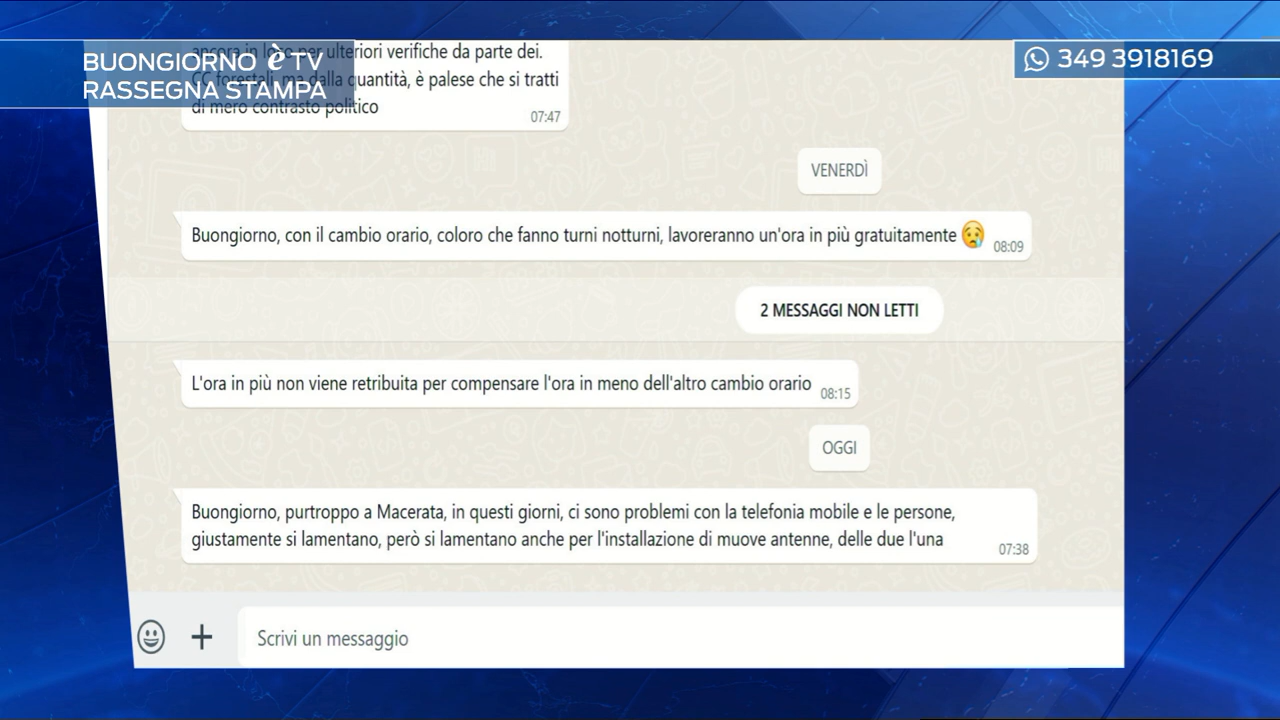 BUONGIORNO è TV
RASSEGNA STAMPA
349 3918169
ancora in loco per ulteriori verifiche da parte dei.
CC forestali, ma dalla quantità, è palese che si tratti
di mero contrasto politico
07:47
VENERDÌ
Buongiorno, con il cambio orario, coloro che fanno turni notturni, lavoreranno un'ora in più gratuitamente 😢
08:09
2 MESSAGGI NON LETTI
L'ora in più non viene retribuita per compensare l'ora in meno dell'altro cambio orario
08:15
OGGI
Buongiorno, purtroppo a Macerata, in questi giorni, ci sono problemi con la telefonia mobile e le persone,
giustamente si lamentano, però si lamentano anche per l'installazione di muove antenne, delle due l'una
07:38
Scrivi un messaggio